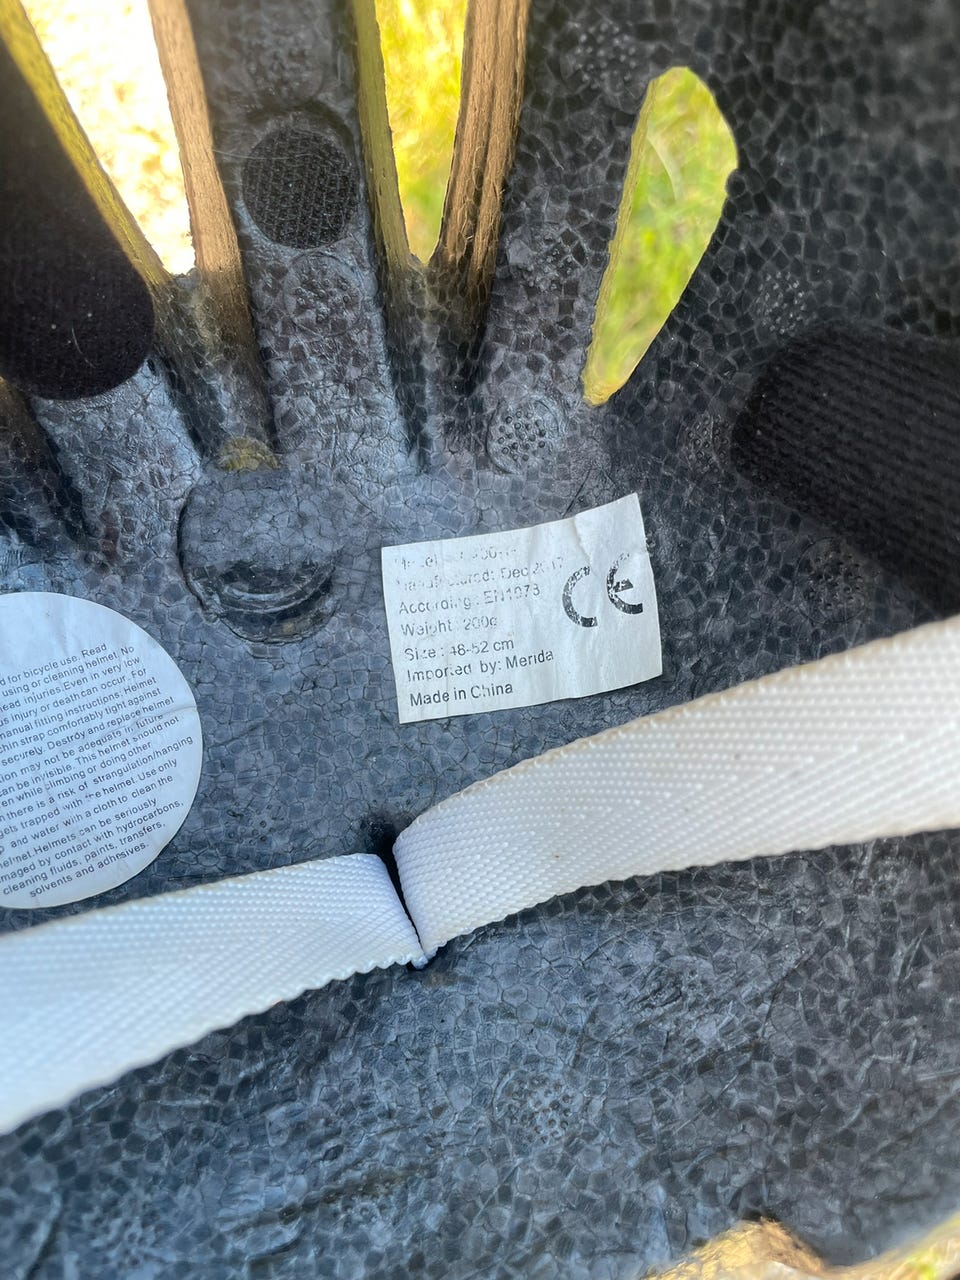 d for bicycle use. Read
using or cleaning helmet. No
head injuries. Even in very low
us injury or death can occur. For
nual fitting instructions. Helmet
chin strap comfortably tight against
securely. Destroy and replace helmet
tion may not be adequate in future
can be invisible. This helmet should not
en while climbing or doing other
n there is a risk of strangulation/hanging
gets trapped with the helmet. Use only
p and water with a cloth to clean the
helmet. Helmets can be seriously
maged by contact with hydrocarbons,
cleaning fluids, paints, transfers,
solvents and adhesives.
Manufactured: Dec 2017
According: EN1078
Weight: 200g
Size: 48-52 cm
Imported by: Merida
Made in China
CE